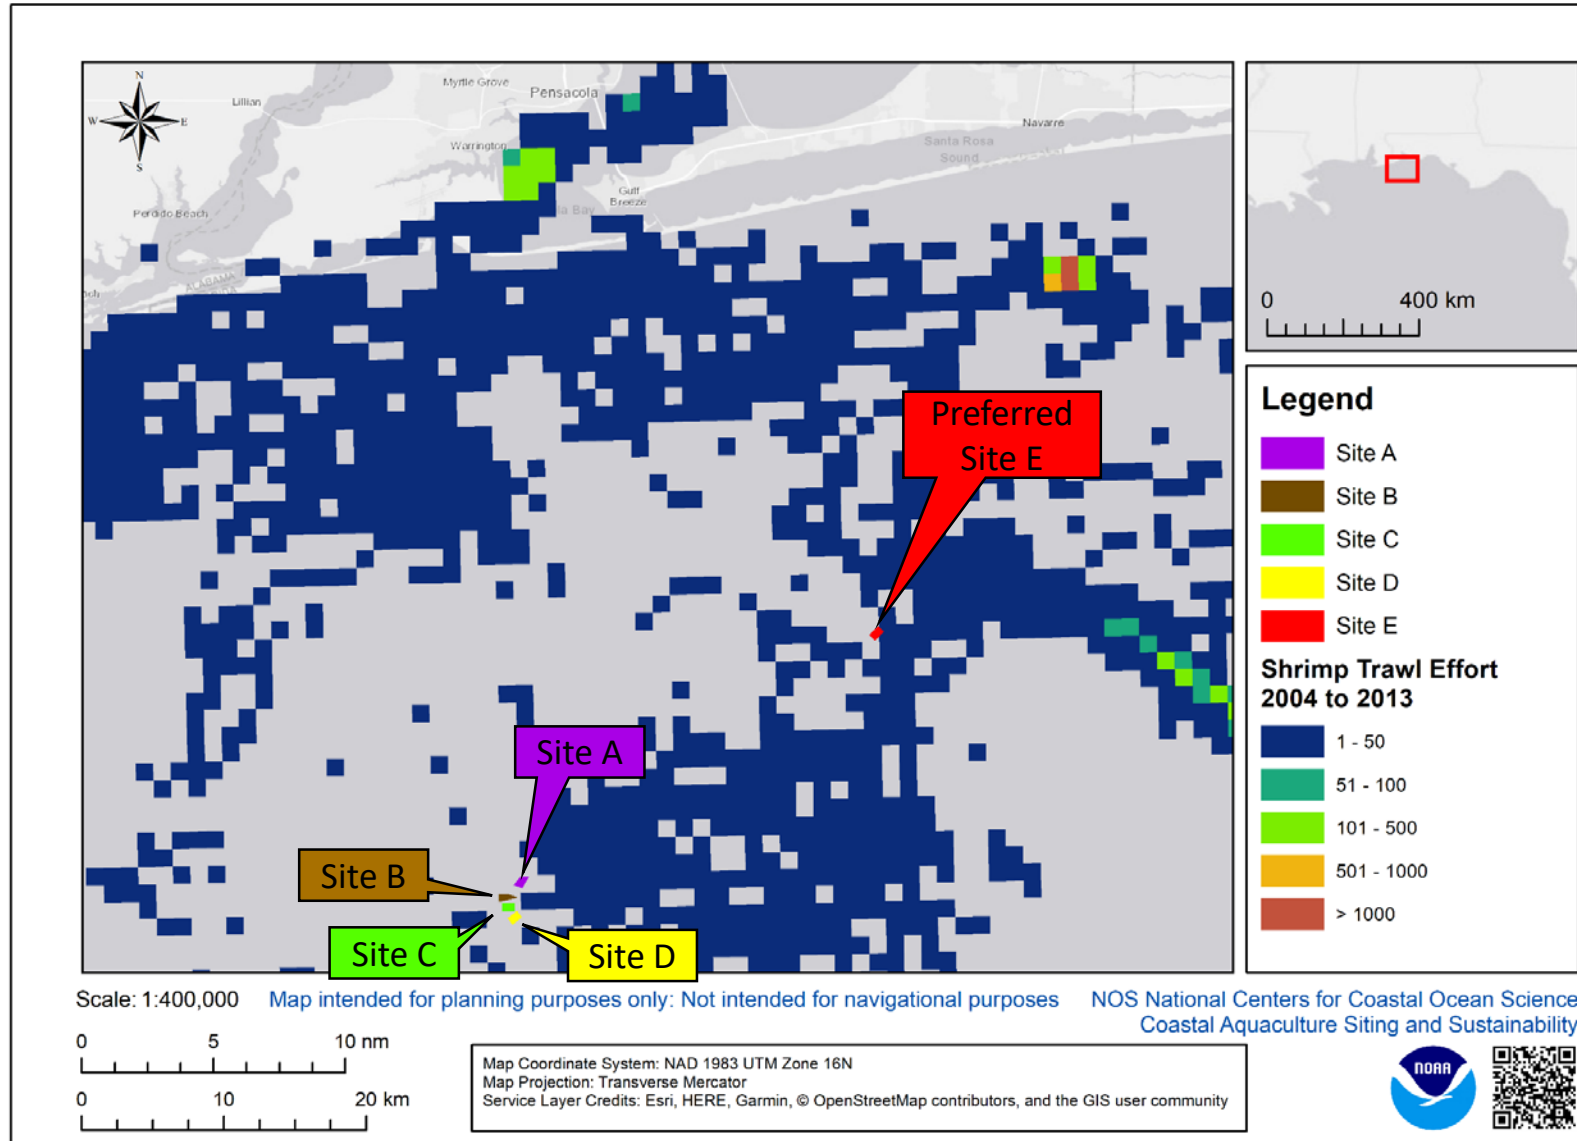 N
W
E
S
Lillian
Myrtle Grove
Pensacola
Warrington
Navarre
Santa Rosa
Sound
Gulf
Breeze
Perdido Beach
ALABAMA
Preferred
Site E
Site A
Site B
Site C
Site D
0
400 km
Legend
Site A
Site B
Site C
Site D
Site E
Shrimp Trawl Effort
2004 to 2013
1 - 50
51 - 100
101 - 500
501 - 1000
> 1000
Scale: 1:400,000
Map intended for planning purposes only: Not intended for navigational purposes
NOS National Centers for Coastal Ocean Science
Coastal Aquaculture Siting and Sustainability
0 5 10 nm
0 10 20 km
Map Coordinate System: NAD 1983 UTM Zone 16N
Map Projection: Transverse Mercator
Service Layer Credits: Esri, HERE, Garmin, © OpenStreetMap contributors, and the GIS user community
NOAA